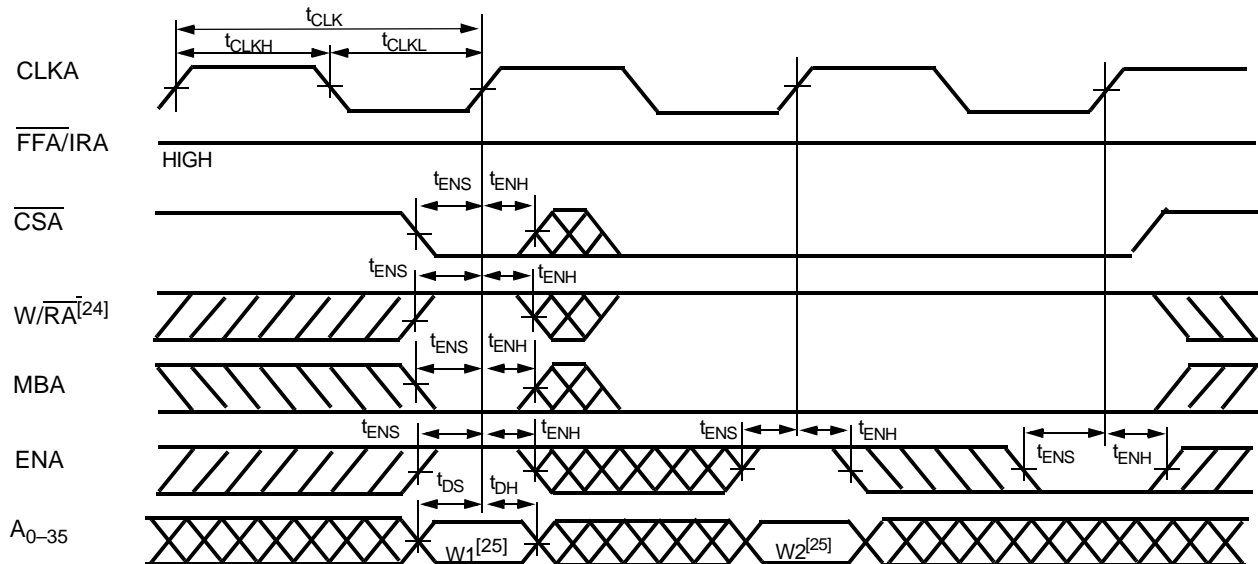 tCLK
tCLKH tCLKL
CLKA
FFA/IRA
HIGH
tENS tENH
CSA
tENS tENH
W/RA[24]
tENS tENH
MBA
tENS tENH tENS tENH
ENA
tENS tENH
tDS tDH
A0–35
W1[25] W2[25]